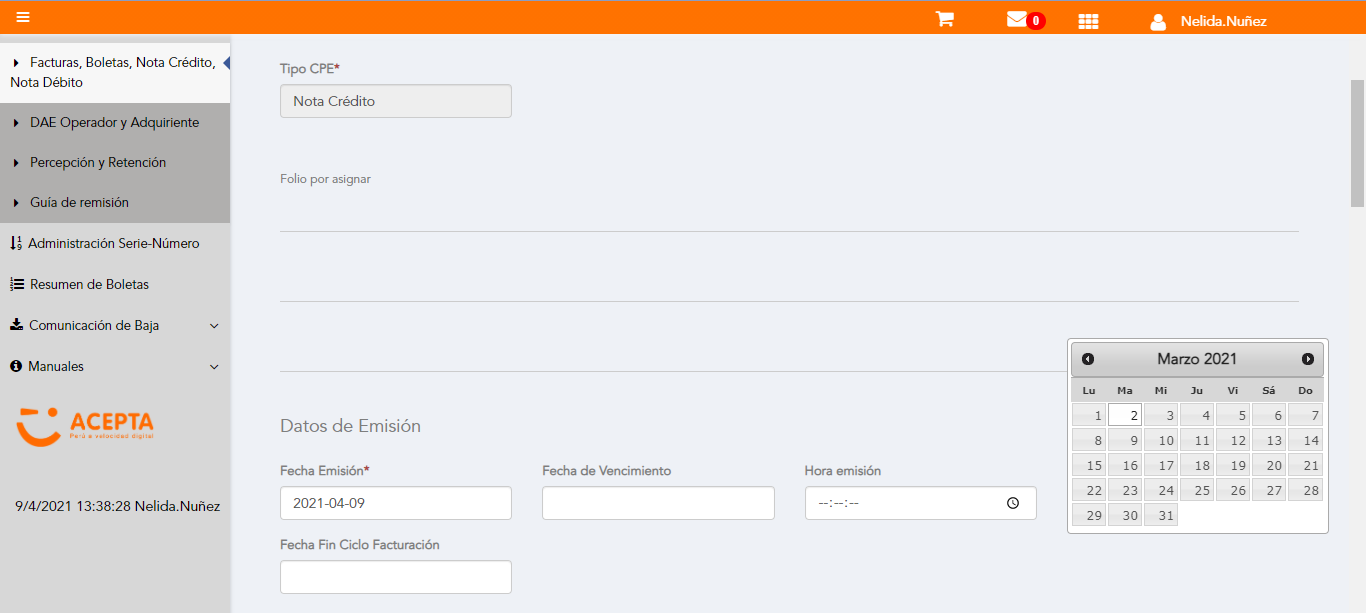 0
Nelida.Nuñez
Facturas, Boletas, Nota Crédito,
Nota Débito
DAE Operador y Adquiriente
Percepción y Retención
Guía de remisión
Administración Serie-Número
Resumen de Boletas
Comunicación de Baja
Manuales
ACEPTA
Perú a velocidad digital
9/4/2021 13:38:28 Nelida.Nuñez
Tipo CPE*
Nota Crédito
Folio por asignar
Datos de Emisión
Fecha Emisión*
2021-04-09
Fecha de Vencimiento
Hora emisión
--:--:--
Fecha Fin Ciclo Facturación
Marzo 2021
Lu Ma Mi Ju Vi Sá Do
1 2 3 4 5 6 7
8 9 10 11 12 13 14
15 16 17 18 19 20 21
22 23 24 25 26 27 28
29 30 31